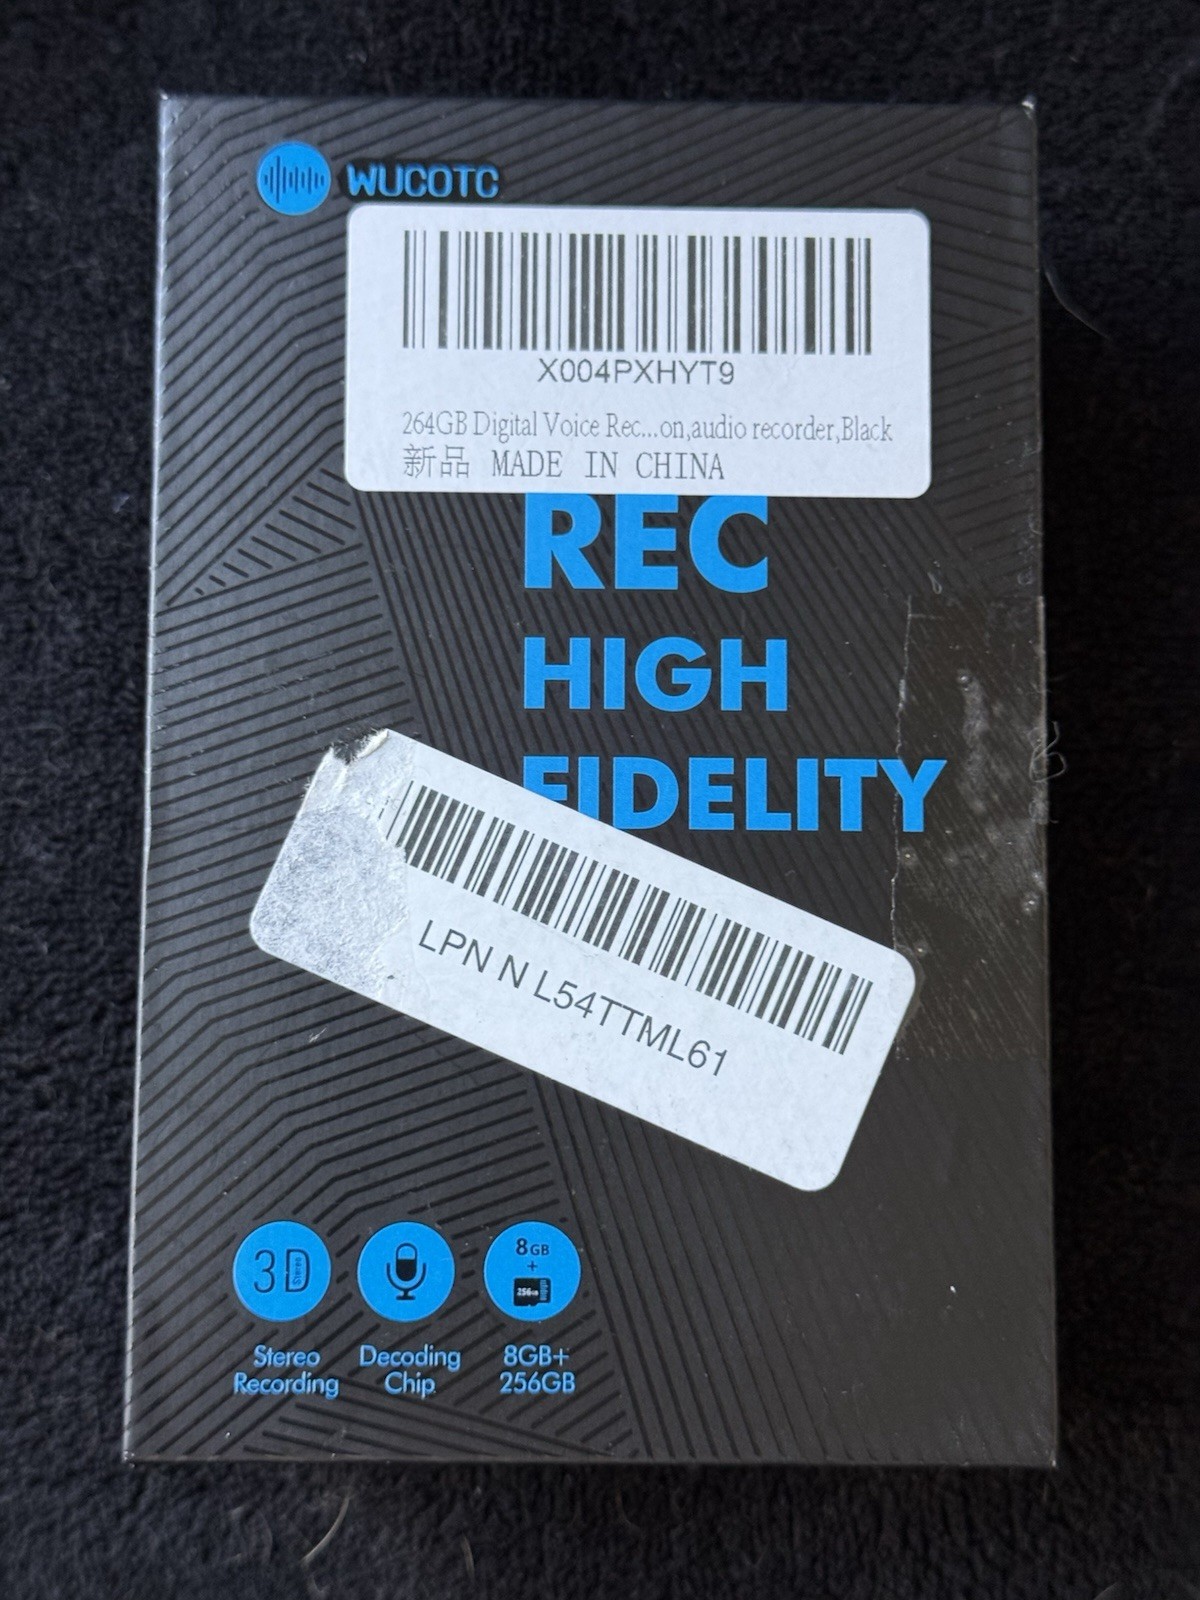 WUCOTC
X004PXHYT9
264GB Digital Voice Rec...on,audio recorder,Black
新品 MADE IN CHINA
REC
HIGH
FIDELITY
LPN N L54TTML61
3D Stereo
8GB
+
256GB
Stereo Recording
Decoding Chip
8GB+ 256GB